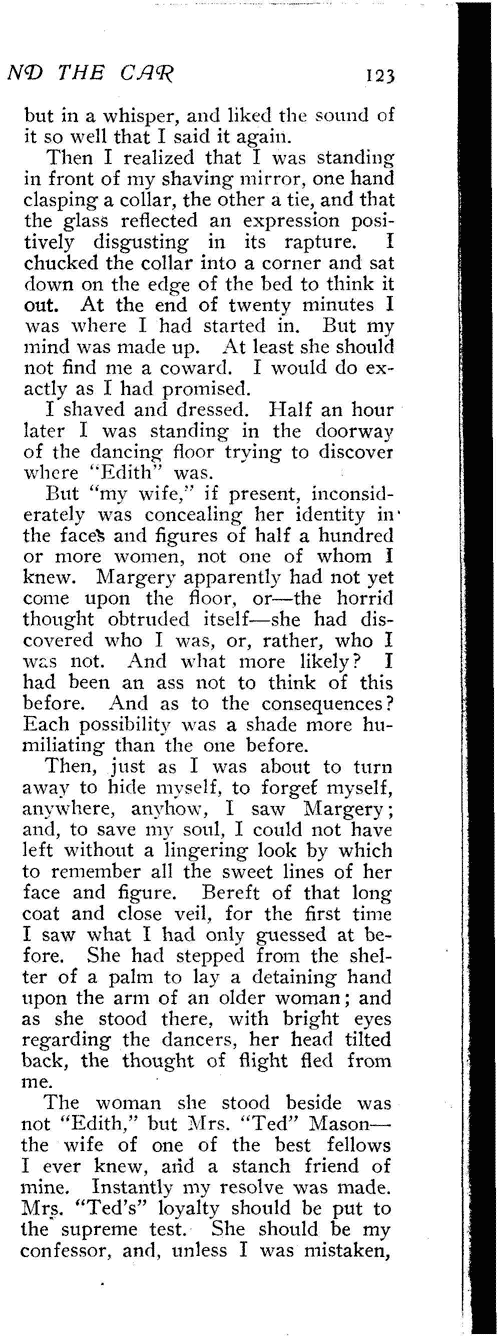 ND THE CAR 123
but in a whisper, and liked the sound of
it so well that I said it again.
Then I realized that I was standing
in front of my shaving mirror, one hand
clasping a collar, the other a tie, and that
the glass reflected an expression posi-
tively disgusting in its rapture. I
chucked the collar into a corner and sat
down on the edge of the bed to think it
out. At the end of twenty minutes I
was where I had started in. But my
mind was made up. At least she should
not find me a coward. I would do ex-
actly as I had promised.
I shaved and dressed. Half an hour
later I was standing in the doorway
of the dancing floor trying to discover
where "Edith" was.
But "my wife," if present, inconsid-
erately was concealing her identity in
the faces and figures of half a hundred
or more women, not one of whom I
knew. Margery apparently had not yet
come upon the floor, or—the horrid
thought obtruded itself—she had dis-
covered who I was, or, rather, who I
was not. And what more likely? I
had been an ass not to think of this
before. And as to the consequences?
Each possibility was a shade more hu-
miliating than the one before.
Then, just as I was about to turn
away to hide myself, to forget myself,
anywhere, anyhow, I saw Margery;
and, to save my soul, I could not have
left without a lingering look by which
to remember all the sweet lines of her
face and figure. Bereft of that long
coat and close veil, for the first time
I saw what I had only guessed at be-
fore. She had stepped from the shel-
ter of a palm to lay a detaining hand
upon the arm of an older woman; and
as she stood there, with bright eyes
regarding the dancers, her head tilted
back, the thought of flight fled from
me.
The woman she stood beside was
not "Edith," but Mrs. "Ted" Mason—
the wife of one of the best fellows
I ever knew, and a stanch friend of
mine. Instantly my resolve was made.
Mrs. "Ted's" loyalty should be put to
the supreme test. She should be my
confessor, and, unless I was mistaken,